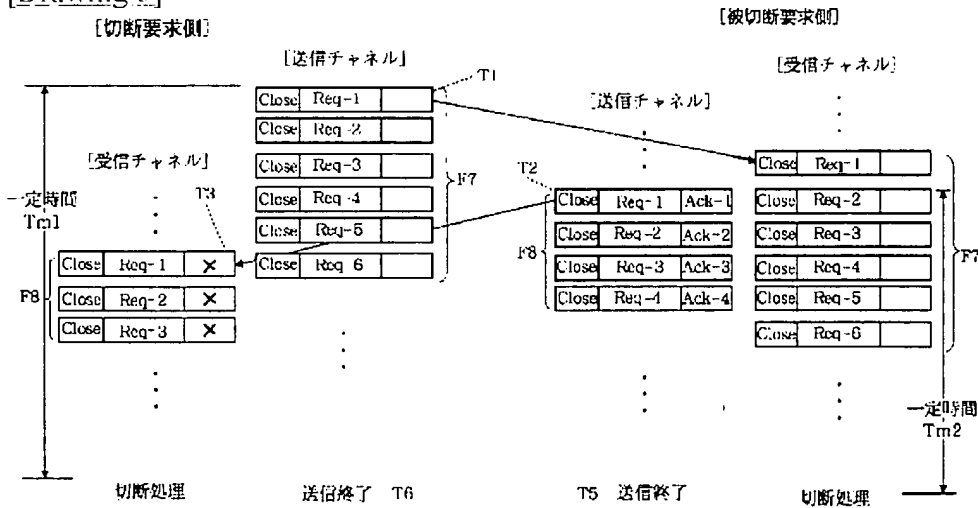 [切断要求側]
[被切断要求側]
[送信チャネル]
[受信チャネル]
T1
[送信チャネル]
Close Req-1
Close Req-2
[受信チャネル]
Close Req-3
Close Req-1
F7
T2
一定時間
Tm1
T3
Close Req-4
Close Req-1 Ack-1
Close Req-2
Close Req-5
Close Req-2 Ack-2
Close Req-3
F8
F7
Close Req-1 ×
Close Req 6
Close Req-3 Ack-3
Close Req-4
F8
Close Req-2 ×
Close Req-4 Ack-4
Close Req-5
Close Req-3 ×
Close Req-6
一定時間
Tm2
切断処理
送信終了 T6
T5 送信終了
切断処理